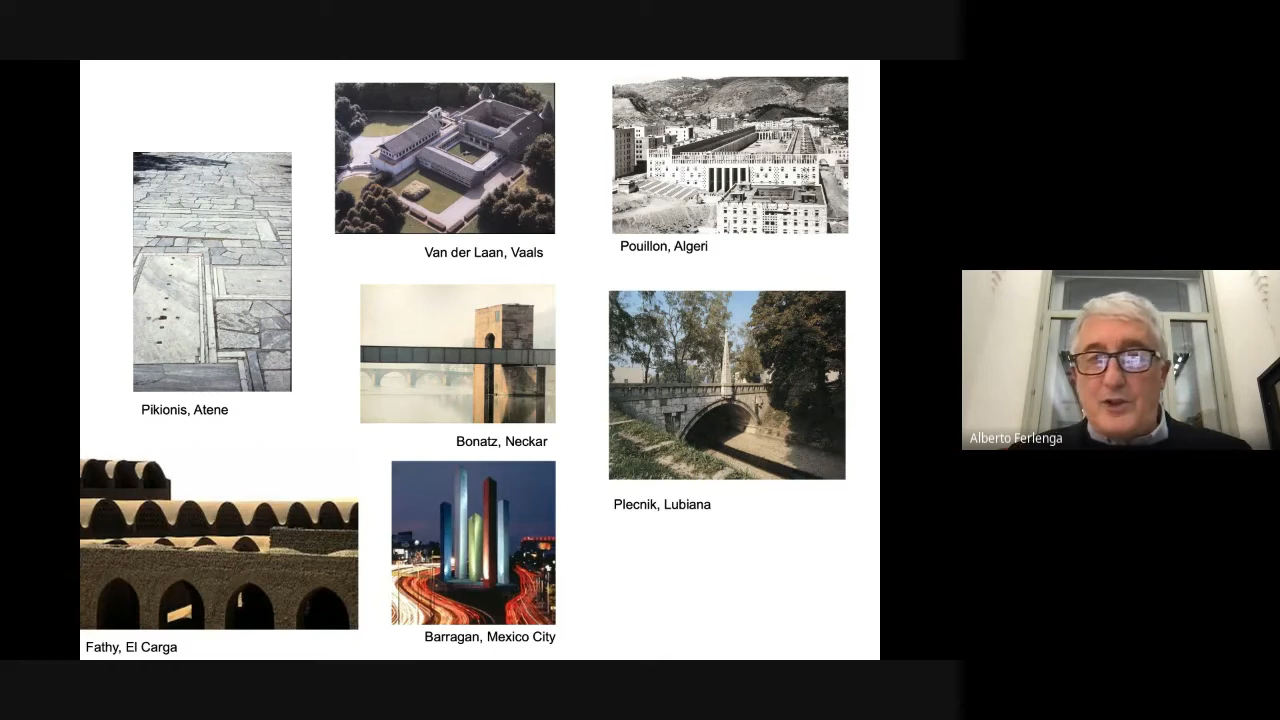 Van der Laan, Vaals
Pouillon, Algeri
Pikionis, Atene
Bonatz, Neckar
Plecnik, Lubiana
Fathy, El Carga
Barragan, Mexico City
Alberto Ferlenga